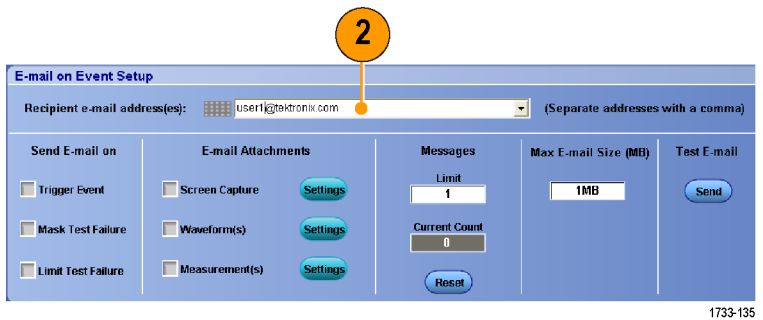 2
E-mail on Event Setup
Recipient e-mail address(es): user1@tektronix.com (Separate addresses with a comma)
Send E-mail on E-mail Attachments Messages Max E-mail Size (MB) Test E-mail
Limit
Trigger Event Screen Capture Settings 1 1MB Send
Mask Test Failure Waveform(s) Settings Current Count
0
Limit Test Failure Measurement(s) Settings Reset
1733-135